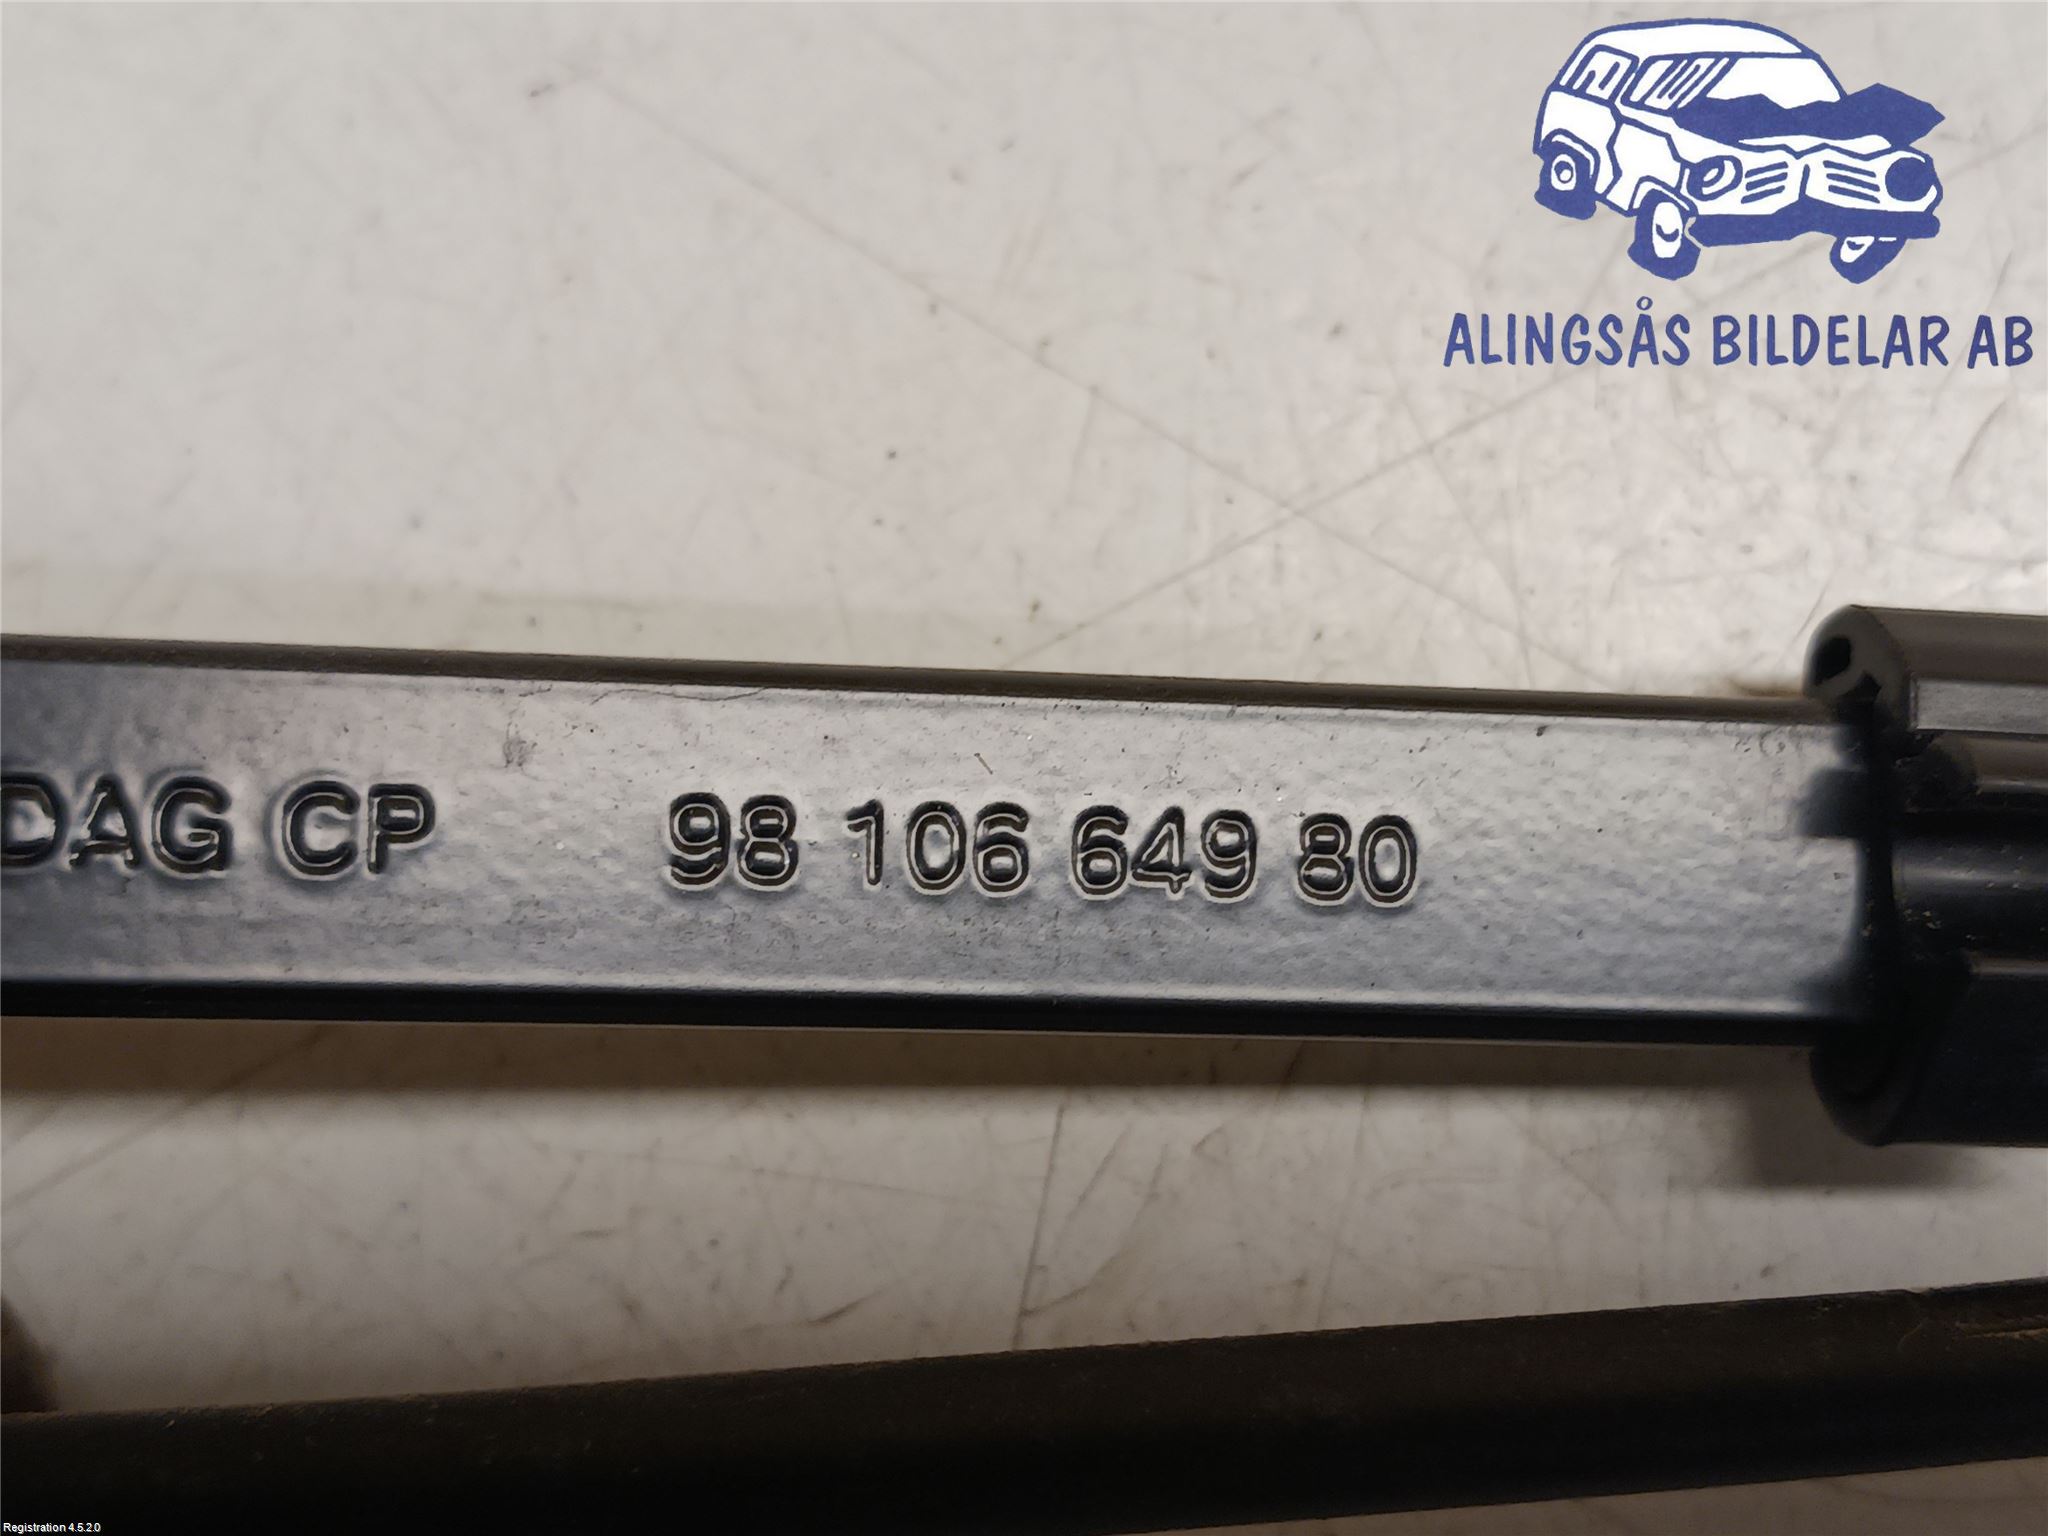 ALINGSÅS BILDELAR AB
DAG CP 98 106 649 80
Registration 4.5.2.0